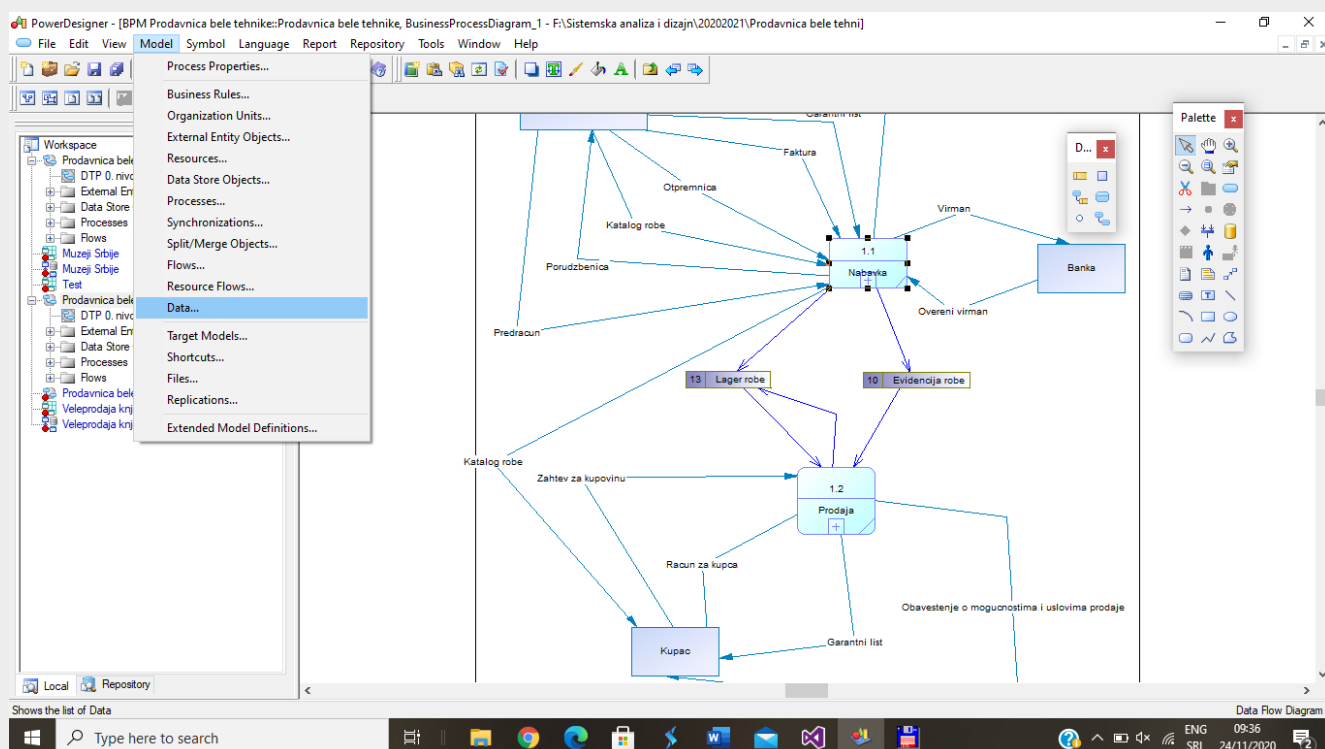 PowerDesigner - [BPM Prodavnica bele tehnike::Prodavnica bele tehnike, BusinessProcessDiagram_1 - F:\Sistemska analiza i dizajn\20202021\Prodavnica bele tehni]
File Edit View Model Symbol Language Report Repository Tools Window Help
Process Properties...
Business Rules...
Organization Units...
External Entity Objects...
Resources...
Data Store Objects...
Processes...
Synchronizations...
Split/Merge Objects...
Flows...
Resource Flows...
Data...
Target Models...
Shortcuts...
Files...
Replications...
Extended Model Definitions...
Workspace
Prodavnica bele
DTP 0. nivo
External En
Data Store
Processes
Flows
Muzeji Srbije
Muzeji Srbije
Test
Prodavnica bele
DTP 0. nivo
External En
Data Store
Processes
Flows
Prodavnica bele
Veleprodaja knj
Veleprodaja knj
Local Repository
Garantni list
Faktura
Otpremnica
Katalog robe
Porudzbenica
Predracun
1.1
Nabavka
Virman
Banka
Overeni virman
13 Lager robe
10 Evidencija robe
Katalog robe
Zahtev za kupovinu
1.2
Prodaja
Racun za kupca
Obavestenje o mogucnostima i uslovima prodaje
Garantni list
Kupac
D...
Palette
Shows the list of Data
Data Flow Diagram
Type here to search
ENG
SRL
09:36
24/11/2020